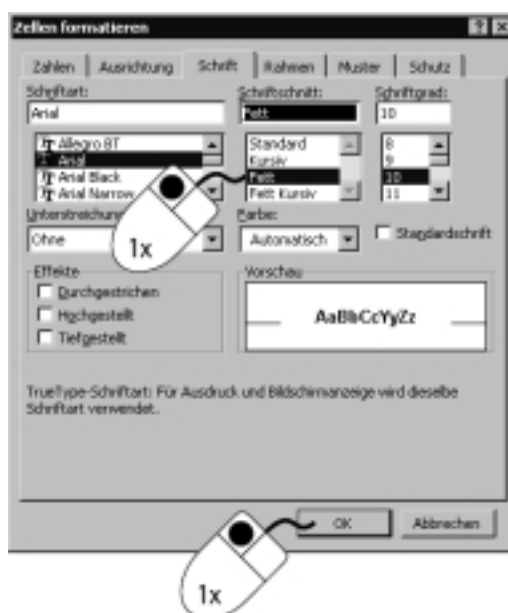 Zellen formatieren
Zahlen Ausrichtung Schrift Rahmen Muster Schutz
Schriftart: Schriftschnitt: Schriftgrad:
Arial Fett 10
Allegro BT Standard 8
Arial Kursiv 9
Arial Black Fett 10
Arial Narrow Fett Kursiv 11
1x
Farbe:
Ohne Automatisch Standardschrift
Effekte Vorschau
Durchgestrichen
Hochgestellt AaBbCcYyZz
Tiefgestellt
TrueType-Schriftart: Für Ausdruck und Bildschirmanzeige wird dieselbe
Schriftart verwendet.
OK Abbrechen
1x